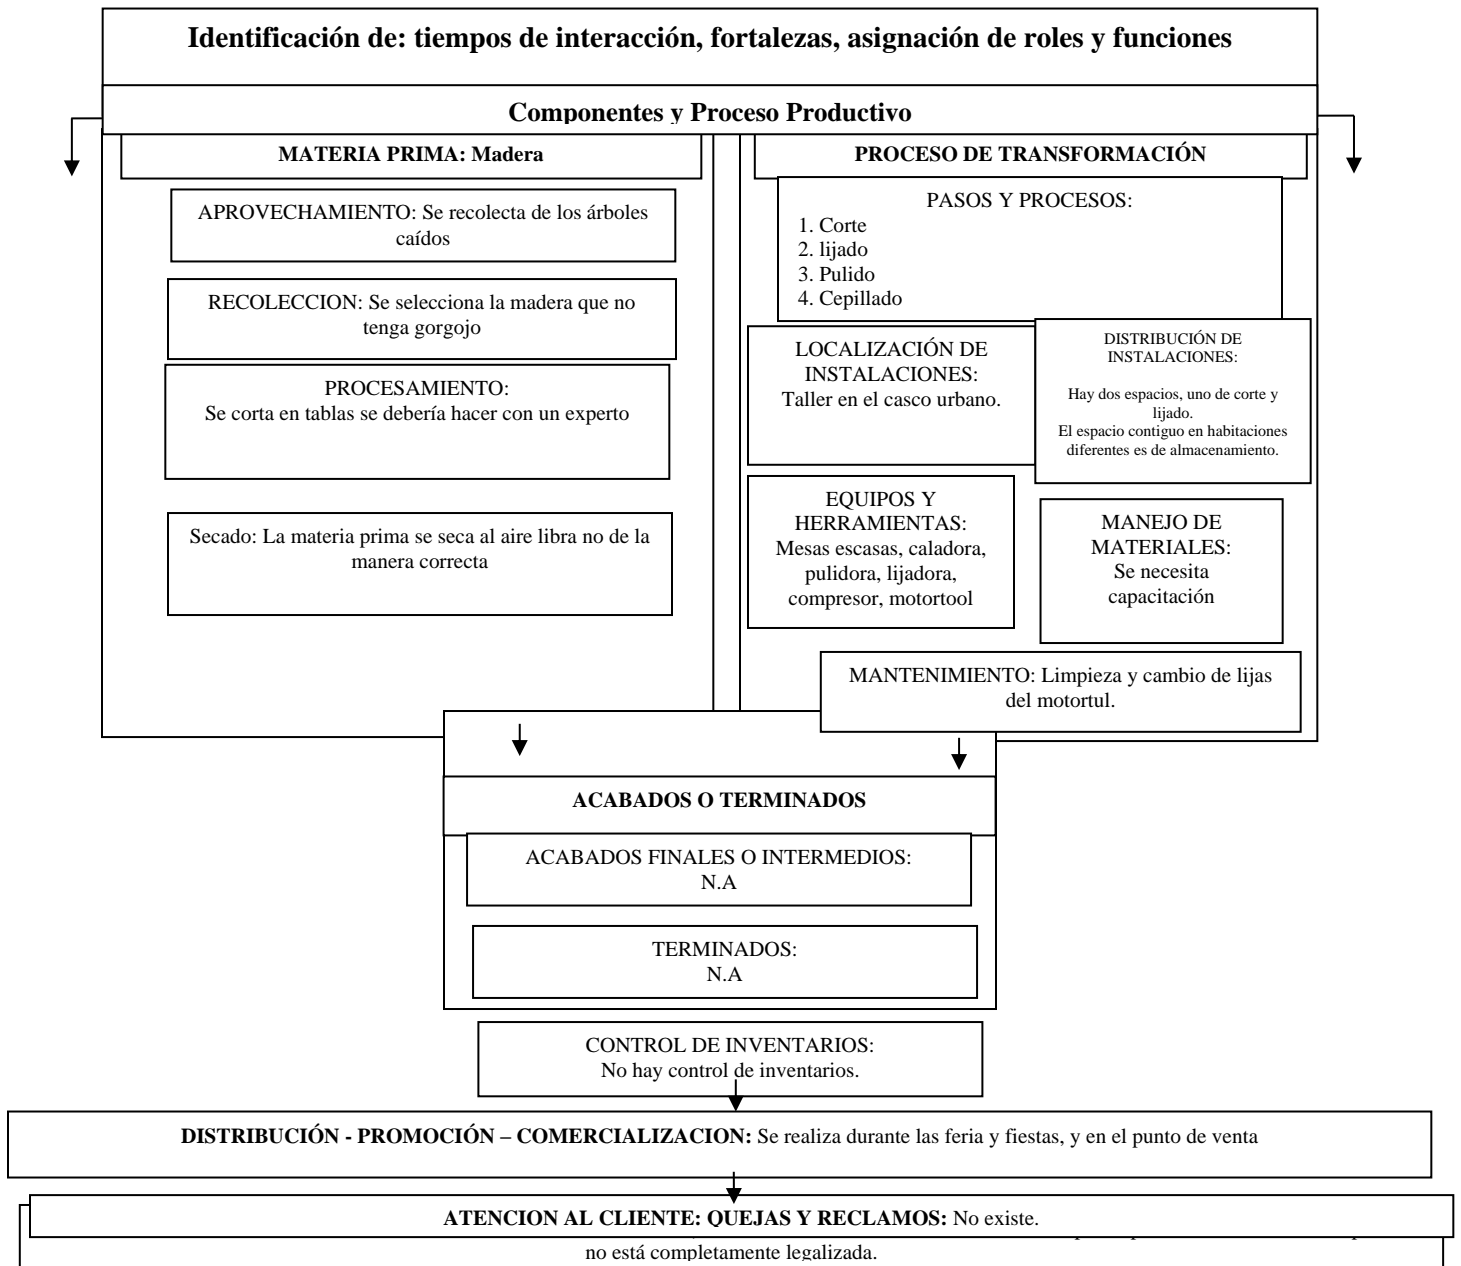 Identificación de: tiempos de interacción, fortalezas, asignación de roles y funciones
Componentes y Proceso Productivo
MATERIA PRIMA: Madera
APROVECHAMIENTO: Se recolecta de los árboles
caídos
RECOLECCION: Se selecciona la madera que no
tenga gorgojo
PROCESAMIENTO:
Se corta en tablas se debería hacer con un experto
Secado: La materia prima se seca al aire libra no de la
manera correcta
PROCESO DE TRANSFORMACIÓN
PASOS Y PROCESOS:
1. Corte
2. lijado
3. Pulido
4. Cepillado
LOCALIZACIÓN DE
INSTALACIONES:
Taller en el casco urbano.
DISTRIBUCIÓN DE
INSTALACIONES:
Hay dos espacios, uno de corte y
lijado.
El espacio contiguo en habitaciones
diferentes es de almacenamiento.
EQUIPOS Y
HERRAMIENTAS:
Mesas escasas, caladora,
pulidora, lijadora,
compresor, motortool
MANEJO DE
MATERIALES:
Se necesita
capacitación
MANTENIMIENTO: Limpieza y cambio de lijas
del motortul.
ACABADOS O TERMINADOS
ACABADOS FINALES O INTERMEDIOS:
N.A
TERMINADOS:
N.A
CONTROL DE INVENTARIOS:
No hay control de inventarios.
DISTRIBUCIÓN - PROMOCIÓN – COMERCIALIZACION: Se realiza durante las feria y fiestas, y en el punto de venta
ATENCION AL CLIENTE: QUEJAS Y RECLAMOS: No existe.
no está completamente legalizada.